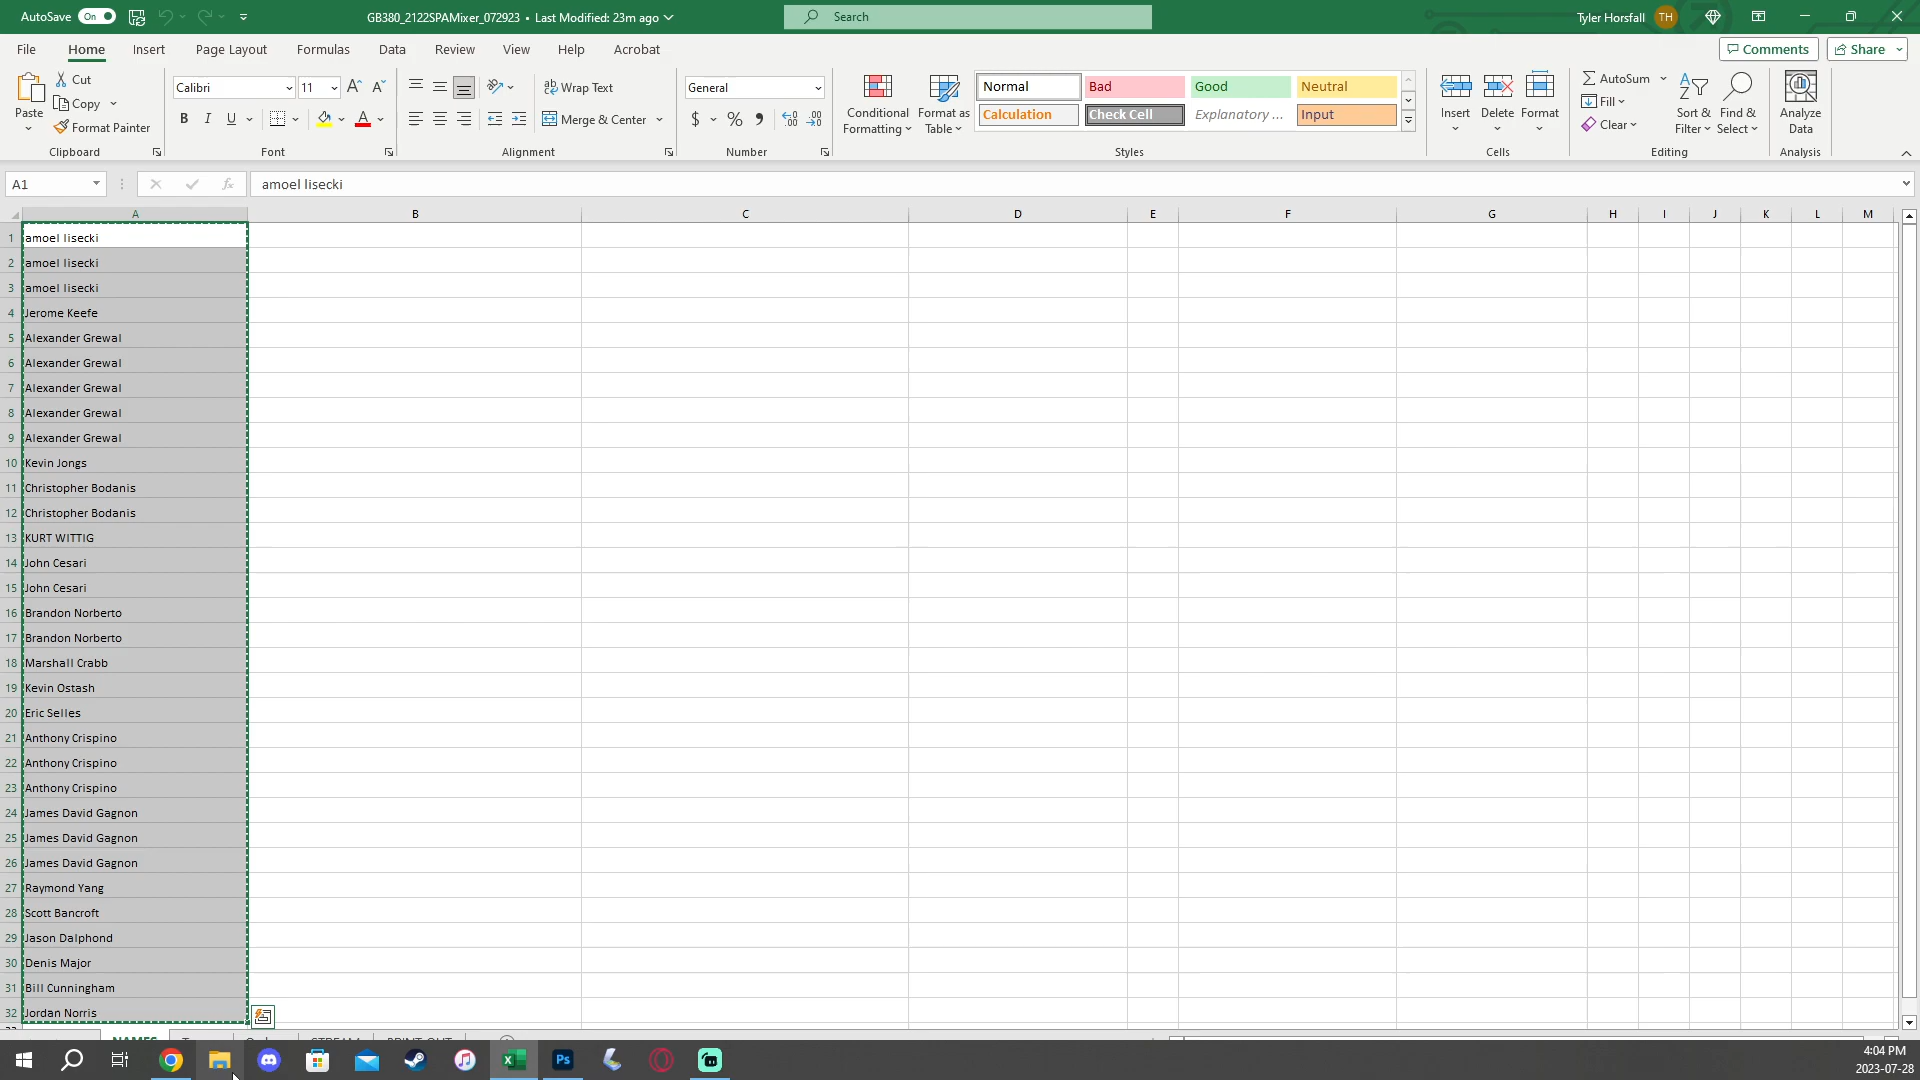 AutoSave On GB380_2122SPAMixer_072923 • Last Modified: 23m ago Search Tyler Horsfall TH
File Home Insert Page Layout Formulas Data Review View Help Acrobat Comments Share
Paste Cut Copy Format Painter Clipboard
Calibri 11 B I U A Font
Wrap Text Merge & Center Alignment
General $ % 9 Number
Conditional Formatting Format as Table
Normal Bad Good Neutral
Calculation Check Cell Explanatory ... Input
Styles
Insert Delete Format Cells
AutoSum Fill Clear Sort & Filter Find & Select Editing
Analyze Data Analysis
A1 fx amoel lisecki
A B C D E F G H I J K L M
1 amoel lisecki
2 amoel lisecki
3 amoel lisecki
4 Jerome Keefe
5 Alexander Grewal
6 Alexander Grewal
7 Alexander Grewal
8 Alexander Grewal
9 Alexander Grewal
10 Kevin Jongs
11 Christopher Bodanis
12 Christopher Bodanis
13 KURT WITTIG
14 John Cesari
15 John Cesari
16 Brandon Norberto
17 Brandon Norberto
18 Marshall Crabb
19 Kevin Ostash
20 Eric Selles
21 Anthony Crispino
22 Anthony Crispino
23 Anthony Crispino
24 James David Gagnon
25 James David Gagnon
26 James David Gagnon
27 Raymond Yang
28 Scott Bancroft
29 Jason Dalphond
30 Denis Major
31 Bill Cunningham
32 Jordan Norris
NAMES STREAM PRINT OUT
Ps
4:04 PM
2023-07-28